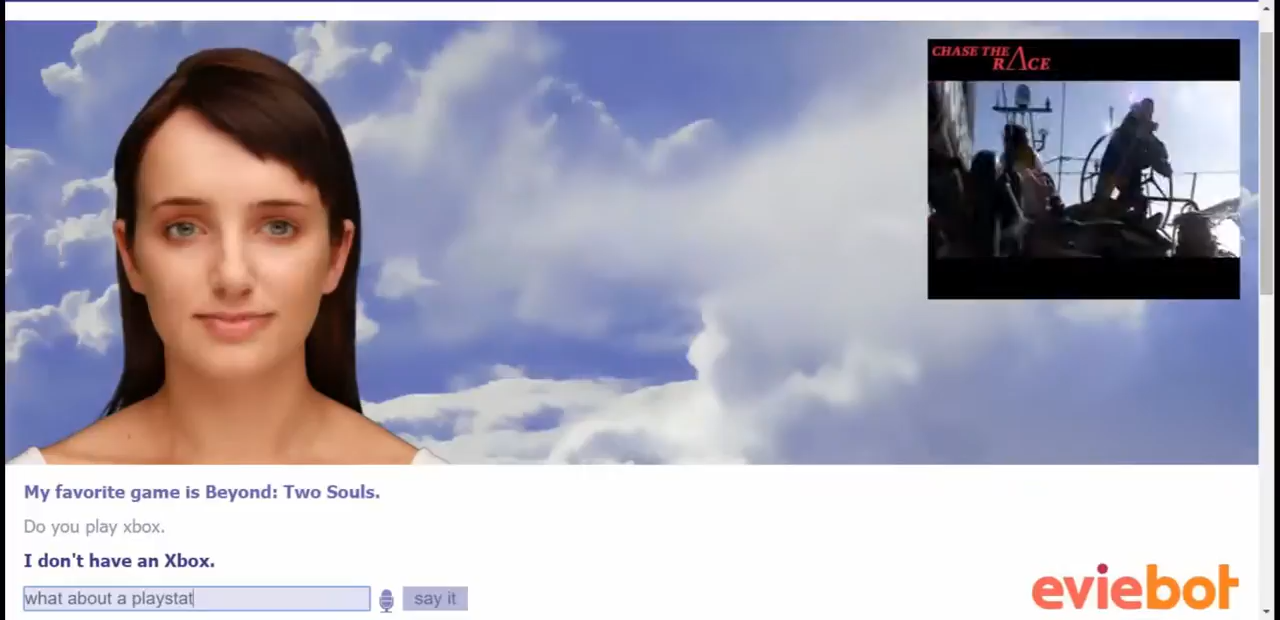 CHASE THE
RΛCE
My favorite game is Beyond: Two Souls.
Do you play xbox.
I don't have an Xbox.
what about a playstat
say it
eviebot